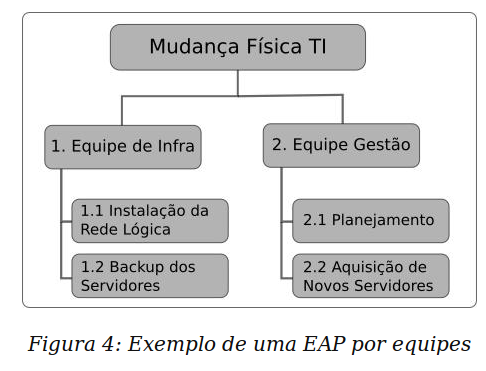 Mudança Física TI
1. Equipe de Infra
2. Equipe Gestão
1.1 Instalação da
Rede Lógica
2.1 Planejamento
1.2 Backup dos
Servidores
2.2 Aquisição de
Novos Servidores
Figura 4: Exemplo de uma EAP por equipes